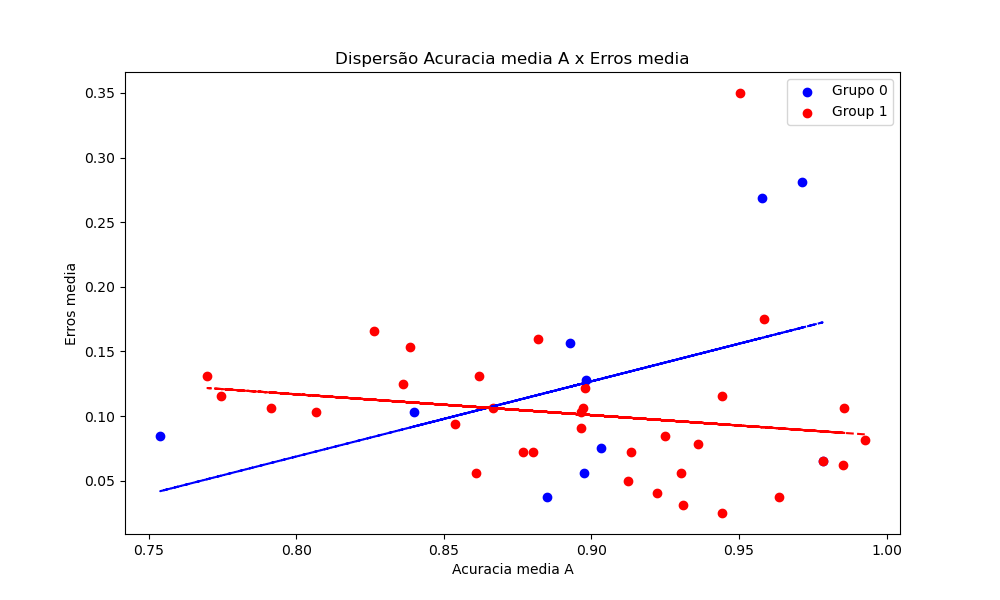 Dispersão Acuracia media A x Erros media
Grupo 0
Group 1
0.35
0.30
0.25
0.20
0.15
0.10
0.05
Erros media
0.75
0.80
0.85
0.90
0.95
1.00
Acuracia media A